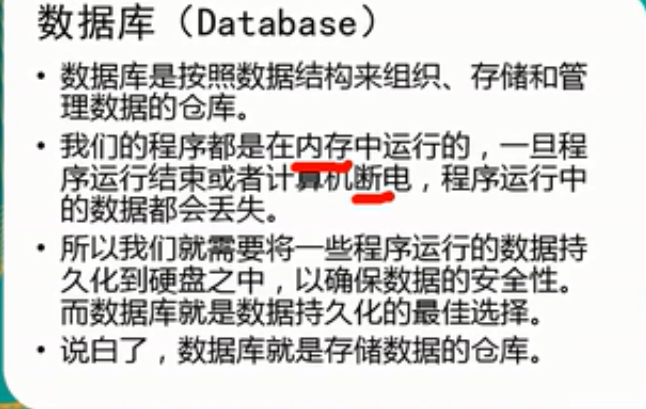 数据库（Database）
• 数据库是按照数据结构来组织、存储和管
理数据的仓库。
• 我们的程序都是在内存中运行的，一旦程
序运行结束或者计算机断电，程序运行中
的数据都会丢失。
• 所以我们就需要将一些程序运行的数据持
久化到硬盘之中，以确保数据的安全性。
而数据库就是数据持久化的最佳选择。
• 说白了，数据库就是存储数据的仓库。